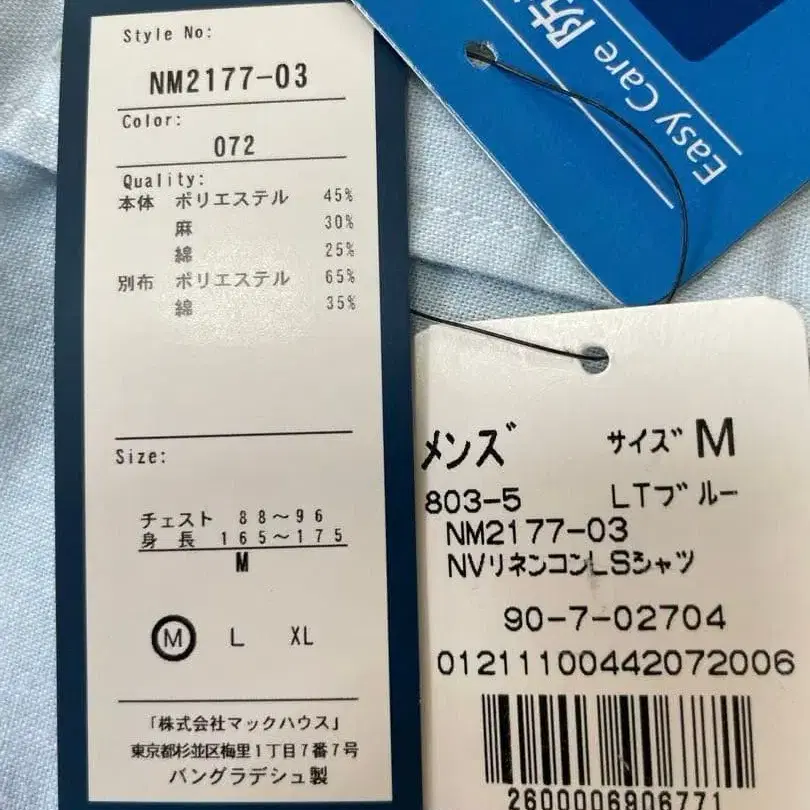 Style No:
NM2177-03
Color:
072
Quality:
本体 ポリエステル 45%
麻 30%
綿 25%
別布 ポリエステル 65%
綿 35%
Size:
チェスト 88〜96
身長 165〜175
M
M L XL
「株式会社マックハウス」
東京都杉並区梅里1丁目7番7号
バングラデシュ製
Easy Care 防
メンズ サイズ M
803-5 LTブルー
NM2177-03
NVリネンコンLSシャツ
90-7-02704
01211100442072006
2600006906771